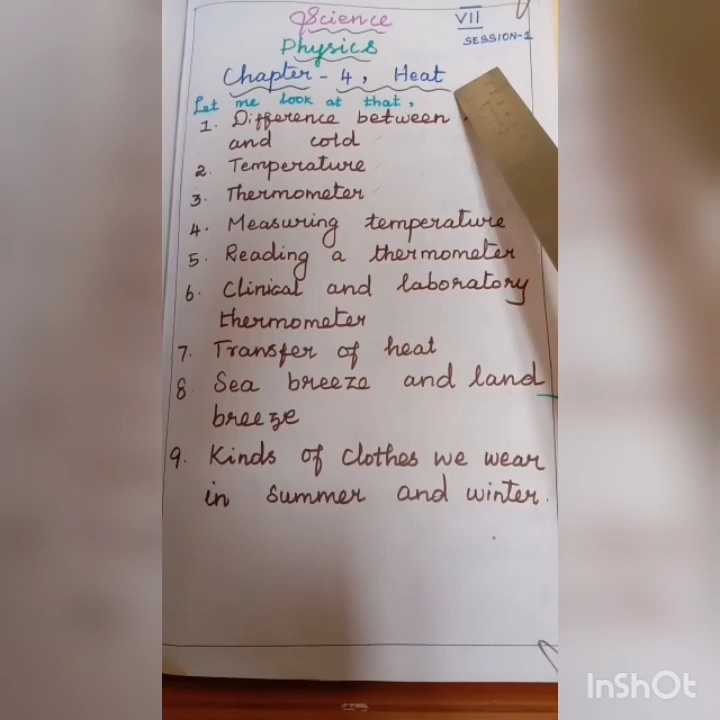 Science
VII
SESSION-1
Physics
Chapter - 4, Heat
Let me look at that,
1. Difference between
and cold
2. Temperature
3. Thermometer
4. Measuring temperature
5. Reading a thermometer
6. Clinical and laboratory
thermometer
7. Transfer of heat
8. Sea breeze and land
breeze
9. Kinds of clothes we wear
in summer and winter.
InShOt